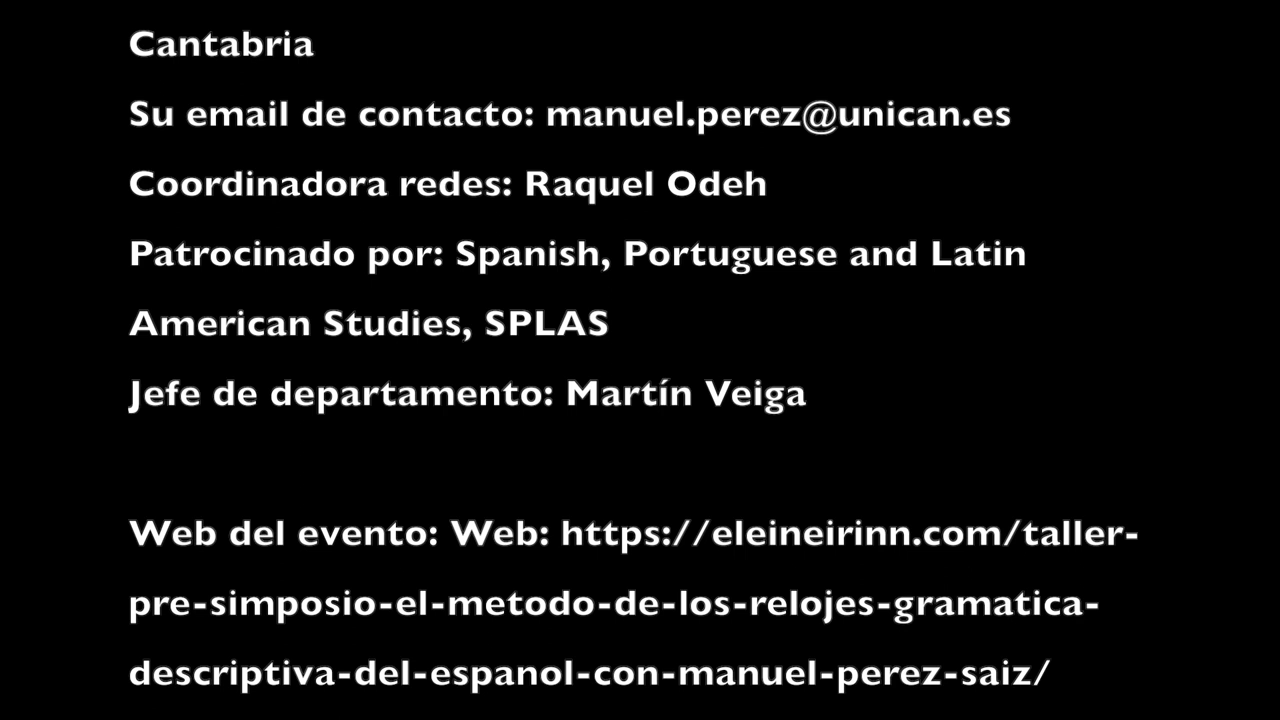 Cantabria
Su email de contacto: manuel.perez@unican.es
Coordinadora redes: Raquel Odeh
Patrocinado por: Spanish, Portuguese and Latin
American Studies, SPLAS
Jefe de departamento: Martín Veiga
Web del evento: Web: https://eleineirinn.com/taller-
pre-simposio-el-metodo-de-los-relojes-gramatica-
descriptiva-del-espanol-con-manuel-perez-saiz/